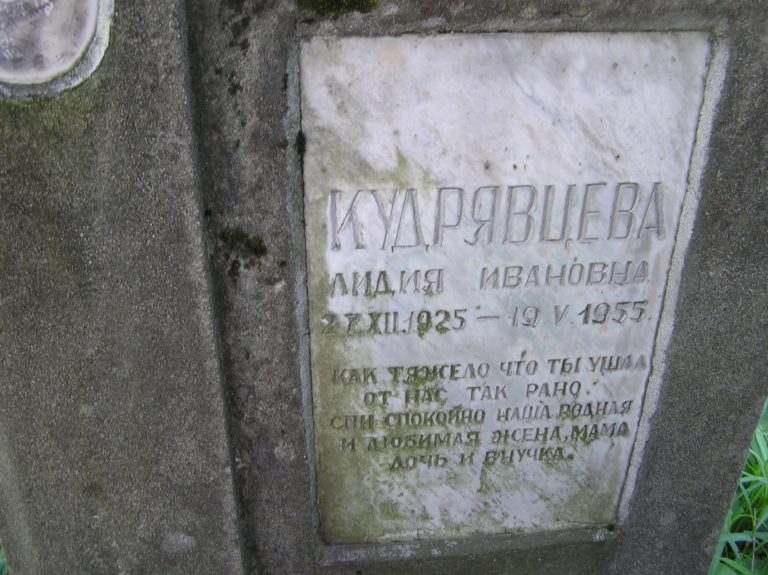 КУДРЯВЦЕВА
ЛИДИЯ ИВАНОВНА
27.XII.1925 — 19 V.1955.
КАК ТЯЖЕЛО ЧТО ТЫ УШЛА
ОТ НАС ТАК РАНО.
СПИ СПОКОЙНО НАША РОДНАЯ
И ЛЮБИМАЯ ЖЕНА, МАМА
ДОЧЬ И ВНУЧКА.